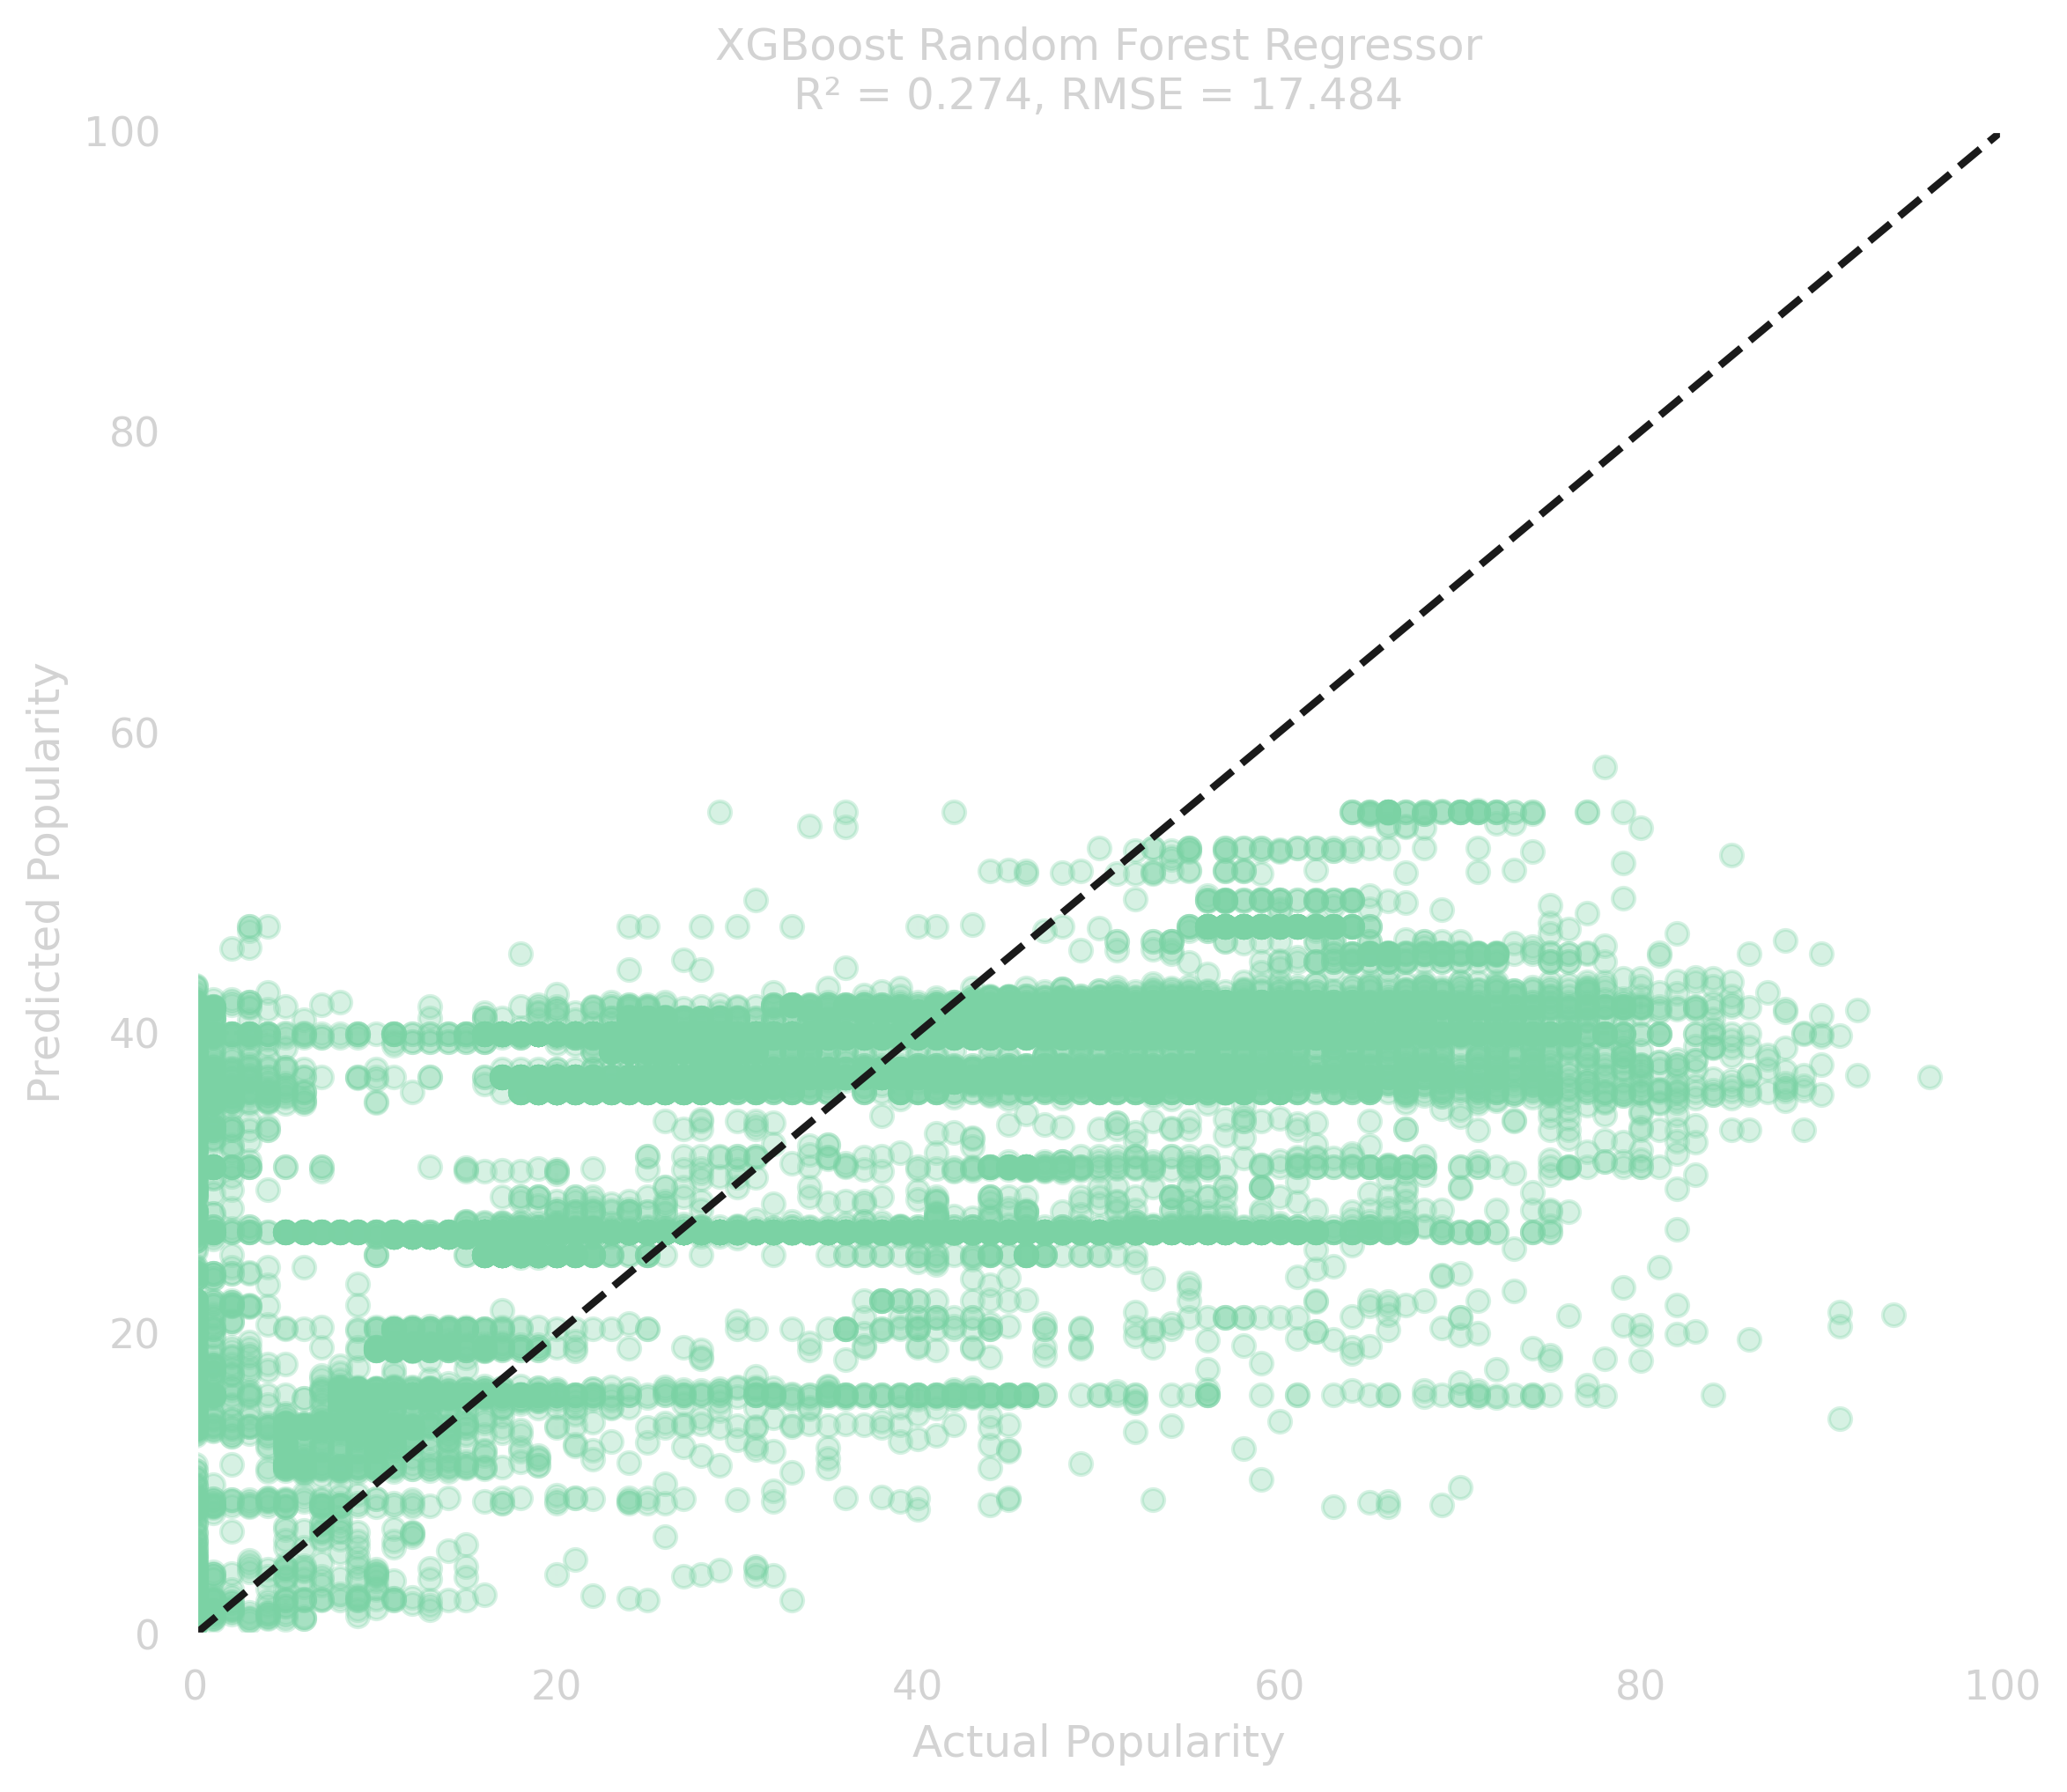 XGBoost Random Forest Regressor
R² = 0.274, RMSE = 17.484
100
80
60
40
20
0
Predicted Popularity
0 20 40 60 80 100
Actual Popularity